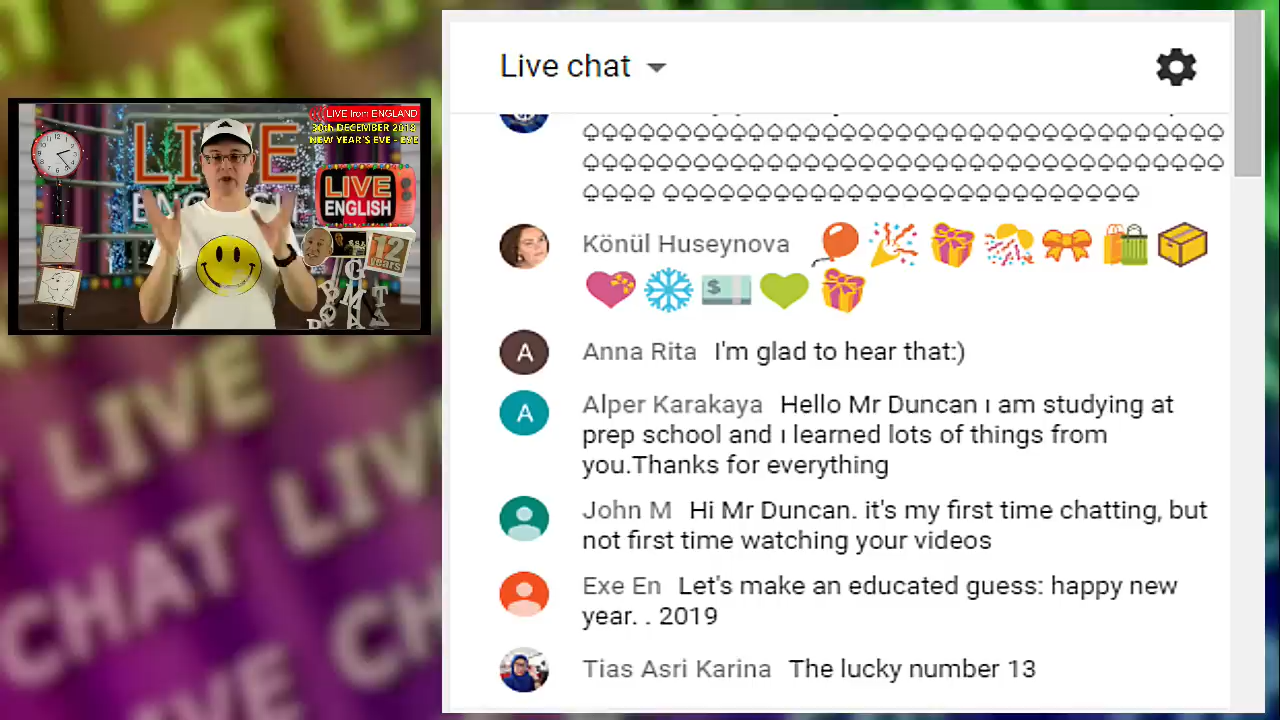 LIVE from ENGLAND
30th DECEMBER 2018
NEW YEAR'S EVE - EVE
LIVE
ENGLISH
LIVE
ENGLISH
12
years
Live chat
Könül Huseynova
A
Anna Rita I'm glad to hear that:)
A
Alper Karakaya Hello Mr Duncan ı am studying at
prep school and ı learned lots of things from
you.Thanks for everything
John M Hi Mr Duncan. it's my first time chatting, but
not first time watching your videos
Exe En Let's make an educated guess: happy new
year. . 2019
Tias Asri Karina The lucky number 13